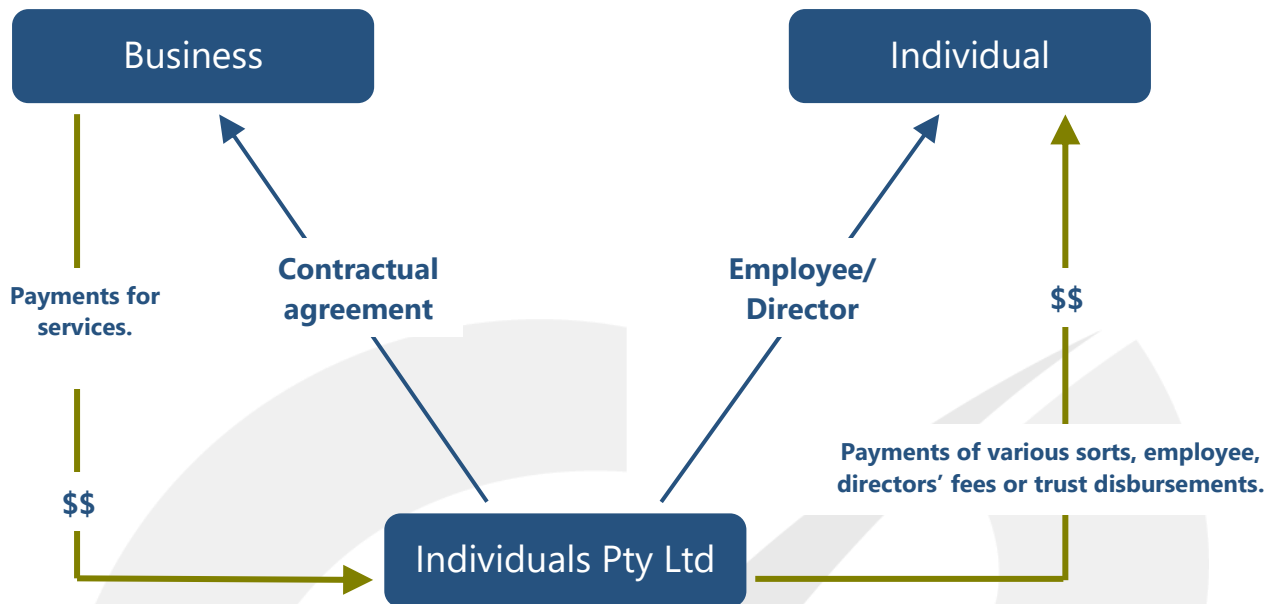 Business
Individual
Contractual
agreement
Employee/
Director
Payments for
services.
$$
Payments of various sorts, employee,
directors’ fees or trust disbursements.
$$
Individuals Pty Ltd